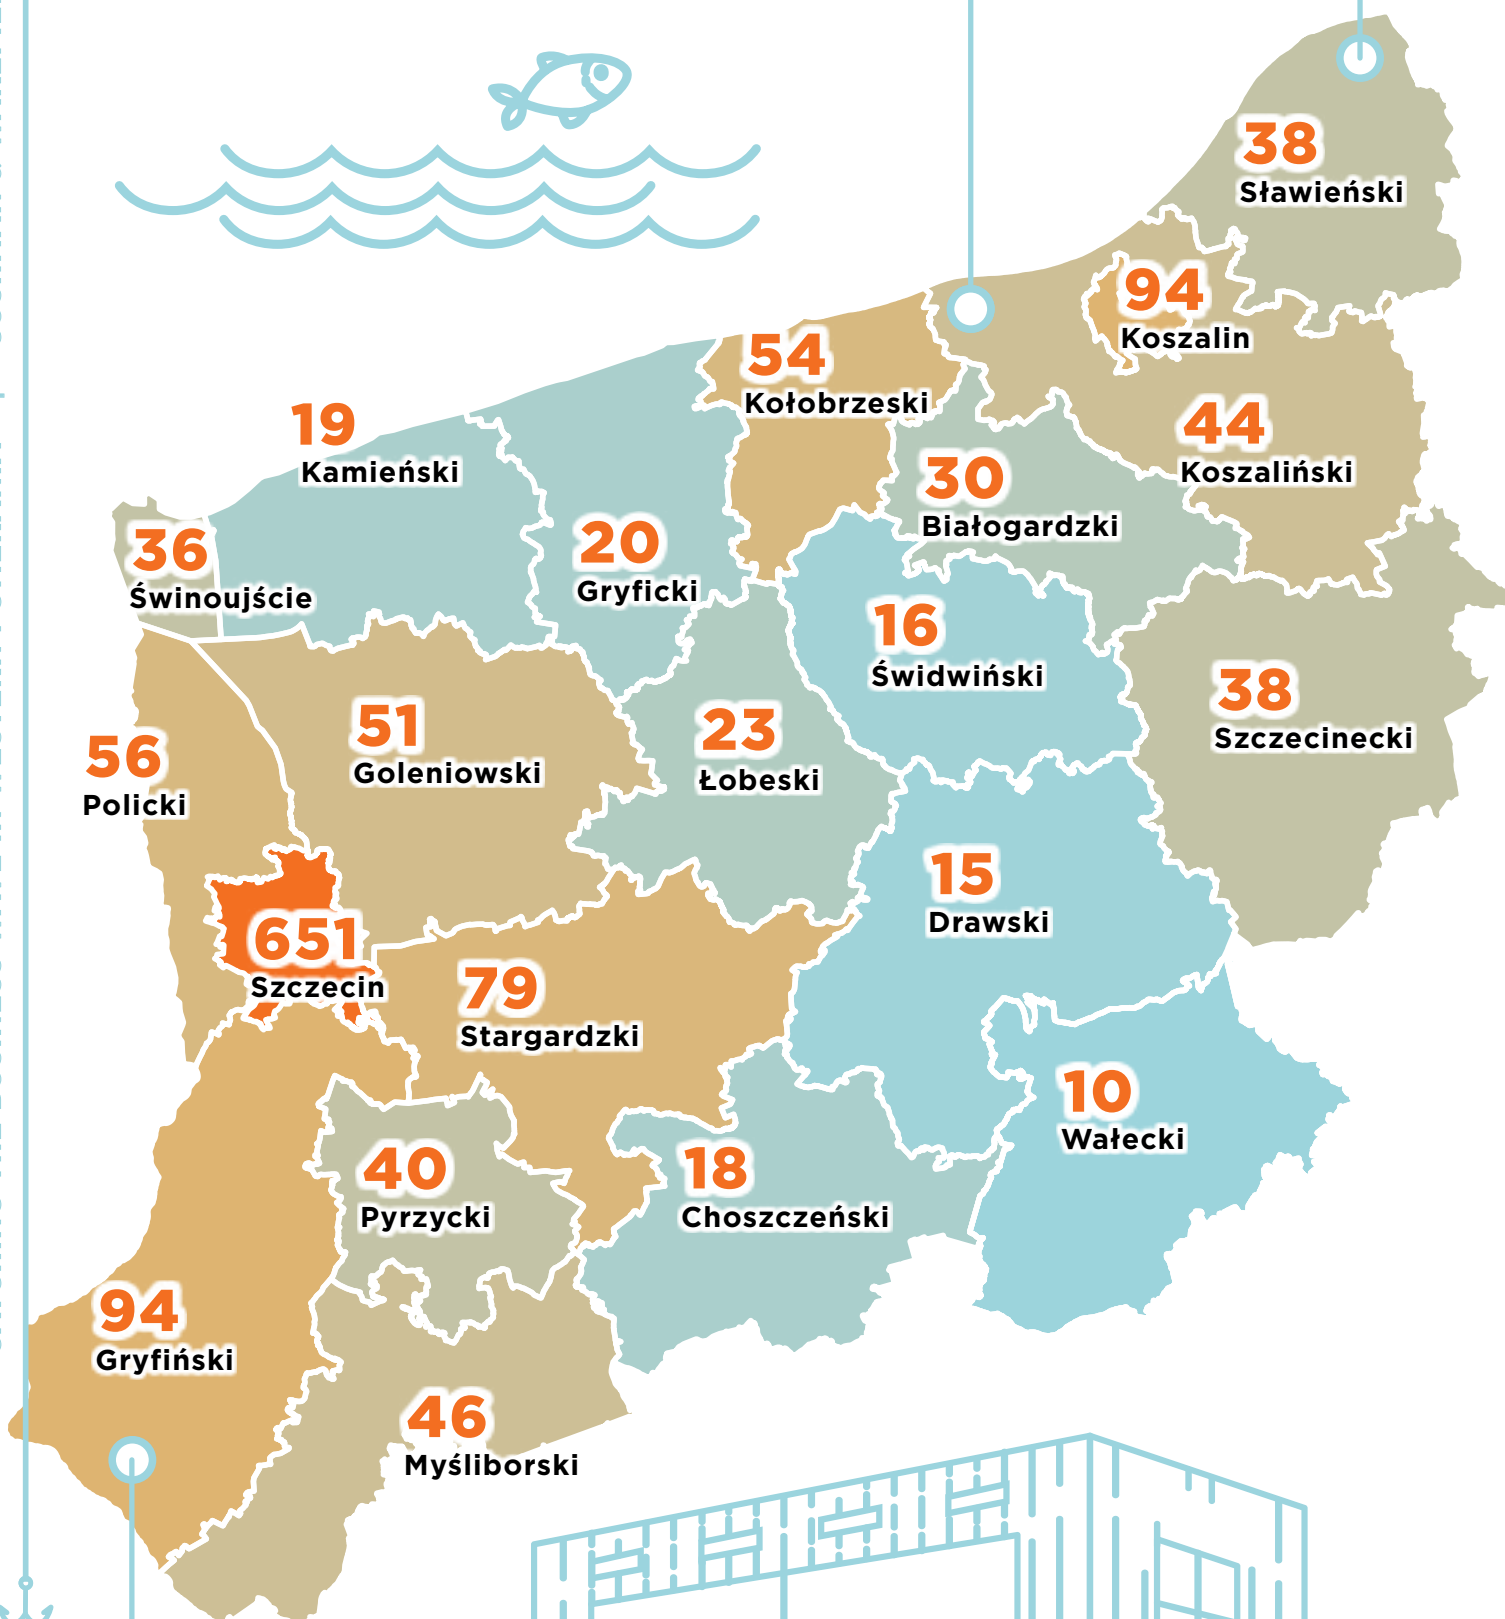 38
Sławieński
94
Koszalin
54
Kołobrzeski
44
Koszaliński
19
Kamieński
30
Białogardzki
36
Świnoujście
20
Gryficki
16
Świdwiński
38
Szczecinecki
51
Goleniowski
23
Łobeski
56
Policki
15
Drawski
651
Szczecin
79
Stargardzki
10
Wałecki
40
Pyrzycki
18
Choszczeński
94
Gryfiński
46
Myśliborski